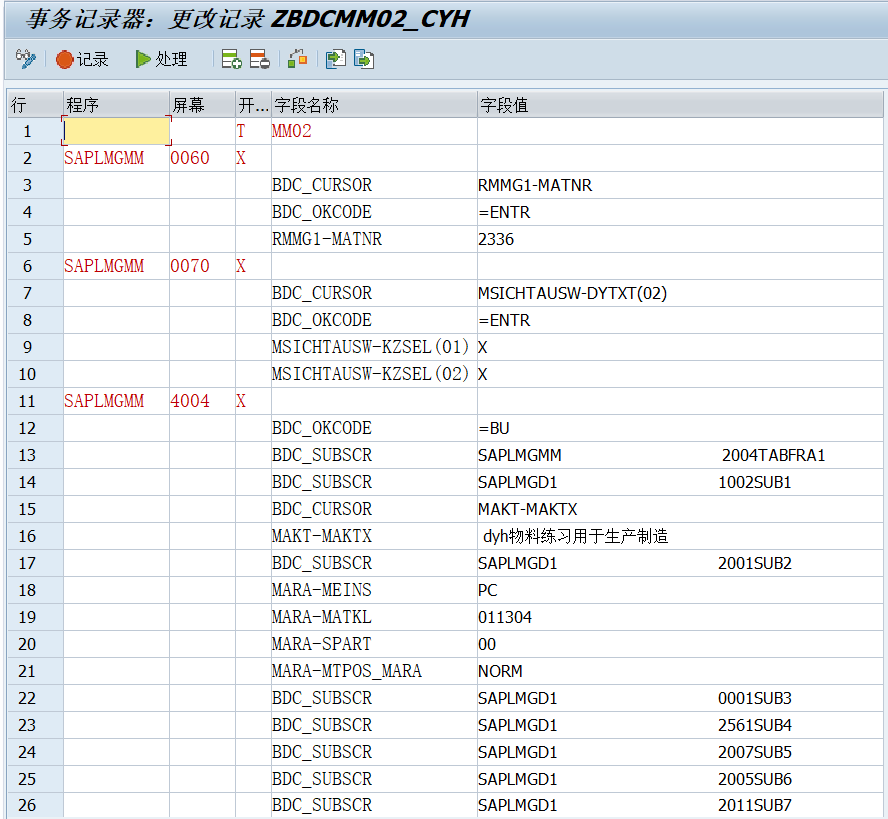 事务记录器：更改记录 ZBDCMM02_CYH
记录 处理
行 程序 屏幕 开... 字段名称 字段值
1 T MM02
2 SAPLMGMM 0060 X
3 BDC_CURSOR RMMG1-MATNR
4 BDC_OKCODE =ENTR
5 RMMG1-MATNR 2336
6 SAPLMGMM 0070 X
7 BDC_CURSOR MSICHTAUSW-DYTXT(02)
8 BDC_OKCODE =ENTR
9 MSICHTAUSW-KZSEL(01) X
10 MSICHTAUSW-KZSEL(02) X
11 SAPLMGMM 4004 X
12 BDC_OKCODE =BU
13 BDC_SUBSCR SAPLMGMM 2004TABFRA1
14 BDC_SUBSCR SAPLMGD1 1002SUB1
15 BDC_CURSOR MAKT-MAKTX
16 MAKT-MAKTX dyh物料练习用于生产制造
17 BDC_SUBSCR SAPLMGD1 2001SUB2
18 MARA-MEINS PC
19 MARA-MATKL 011304
20 MARA-SPART 00
21 MARA-MTPOS_MARA NORM
22 BDC_SUBSCR SAPLMGD1 0001SUB3
23 BDC_SUBSCR SAPLMGD1 2561SUB4
24 BDC_SUBSCR SAPLMGD1 2007SUB5
25 BDC_SUBSCR SAPLMGD1 2005SUB6
26 BDC_SUBSCR SAPLMGD1 2011SUB7